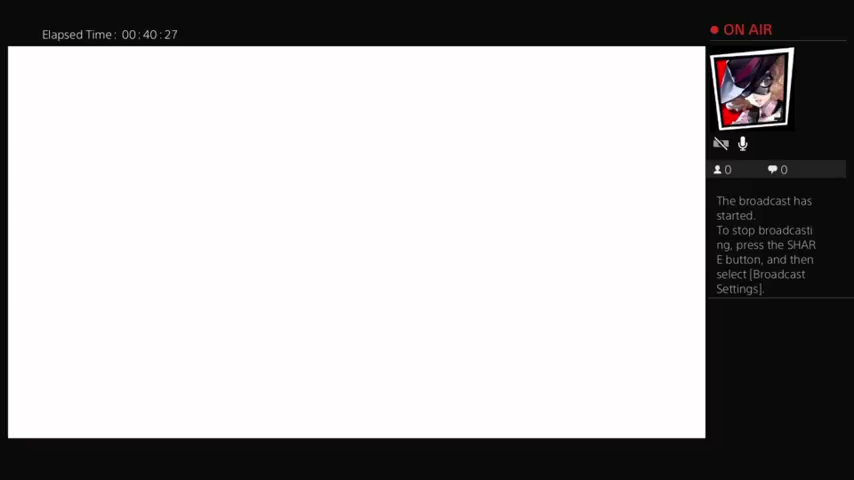 Elapsed Time: 00:40:27
ON AIR
0 0
The broadcast has
started.
To stop broadcasti
ng, press the SHAR
E button, and then
select [Broadcast
Settings].